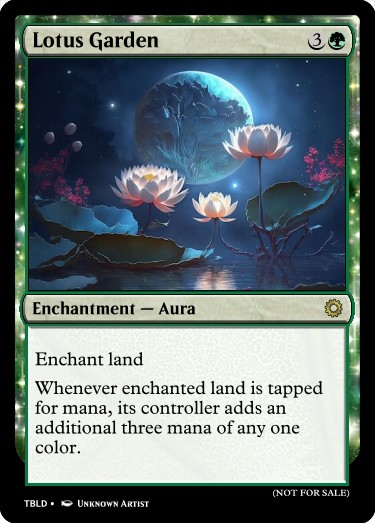 Lotus Garden 3
Enchantment — Aura
Enchant land
Whenever enchanted land is tapped
for mana, its controller adds an
additional three mana of any one
color.
(NOT FOR SALE)
TBLD • Unknown Artist